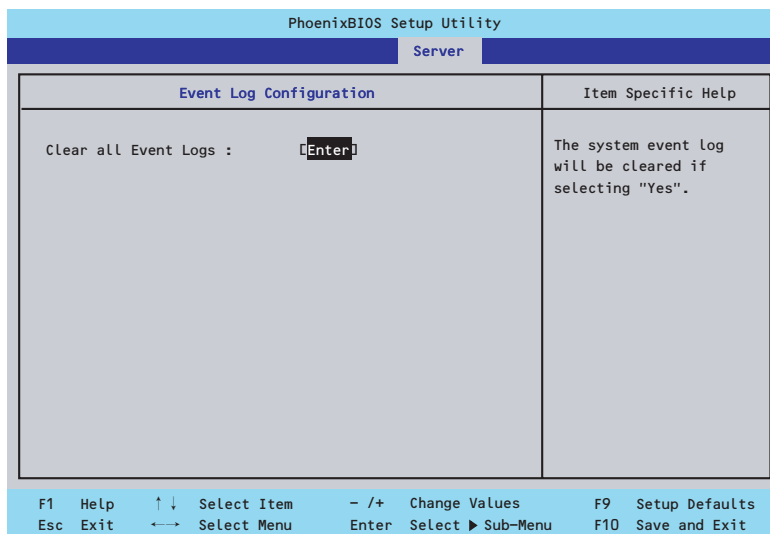 PhoenixBIOS Setup Utility
Server
Event Log Configuration
Item Specific Help
Clear all Event Logs : [Enter]
The system event log
will be cleared if
selecting "Yes".
F1 Help ↑↓ Select Item - /+ Change Values F9 Setup Defaults
Esc Exit ←→ Select Menu Enter Select ▶ Sub-Menu F10 Save and Exit